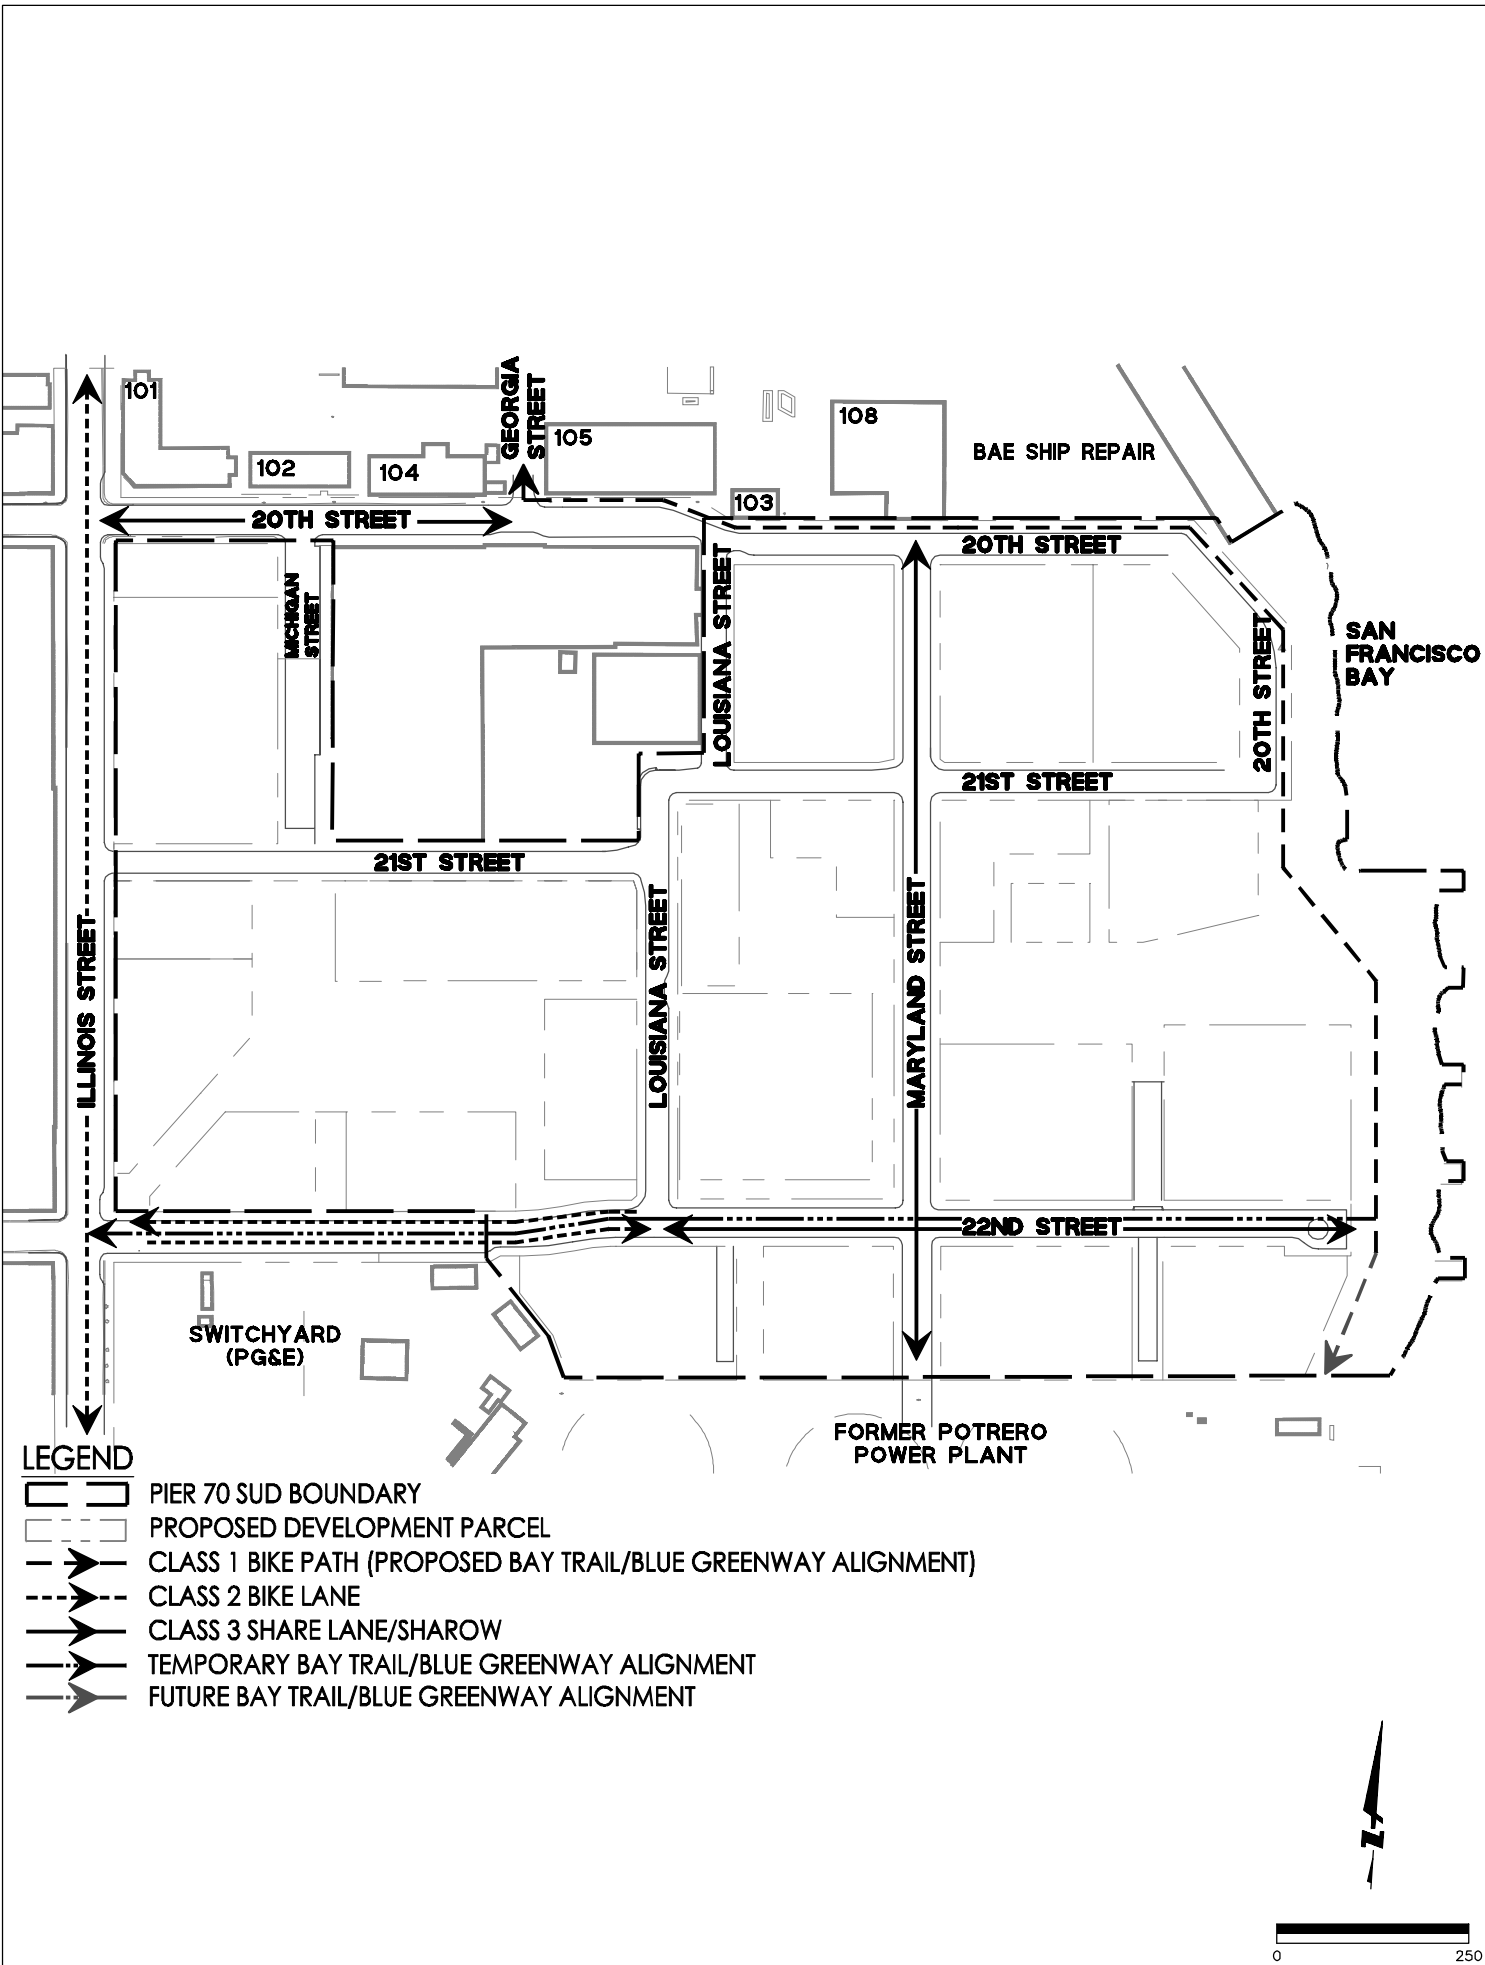 GEORGIA
STREET
101
102
104
105
108
103
BAE SHIP REPAIR
20TH STREET
20TH STREET
MICHIGAN
STREET
LOUISIANA STREET
20TH STREET
SAN
FRANCISCO
BAY
21ST STREET
21ST STREET
ILLINOIS STREET
LOUISIANA STREET
MARYLAND STREET
22ND STREET
SWITCHYARD
(PG&E)
FORMER POTRERO
POWER PLANT
LEGEND
PIER 70 SUD BOUNDARY
PROPOSED DEVELOPMENT PARCEL
CLASS 1 BIKE PATH (PROPOSED BAY TRAIL/BLUE GREENWAY ALIGNMENT)
CLASS 2 BIKE LANE
CLASS 3 SHARE LANE/SHAROW
TEMPORARY BAY TRAIL/BLUE GREENWAY ALIGNMENT
FUTURE BAY TRAIL/BLUE GREENWAY ALIGNMENT
Z
0 250